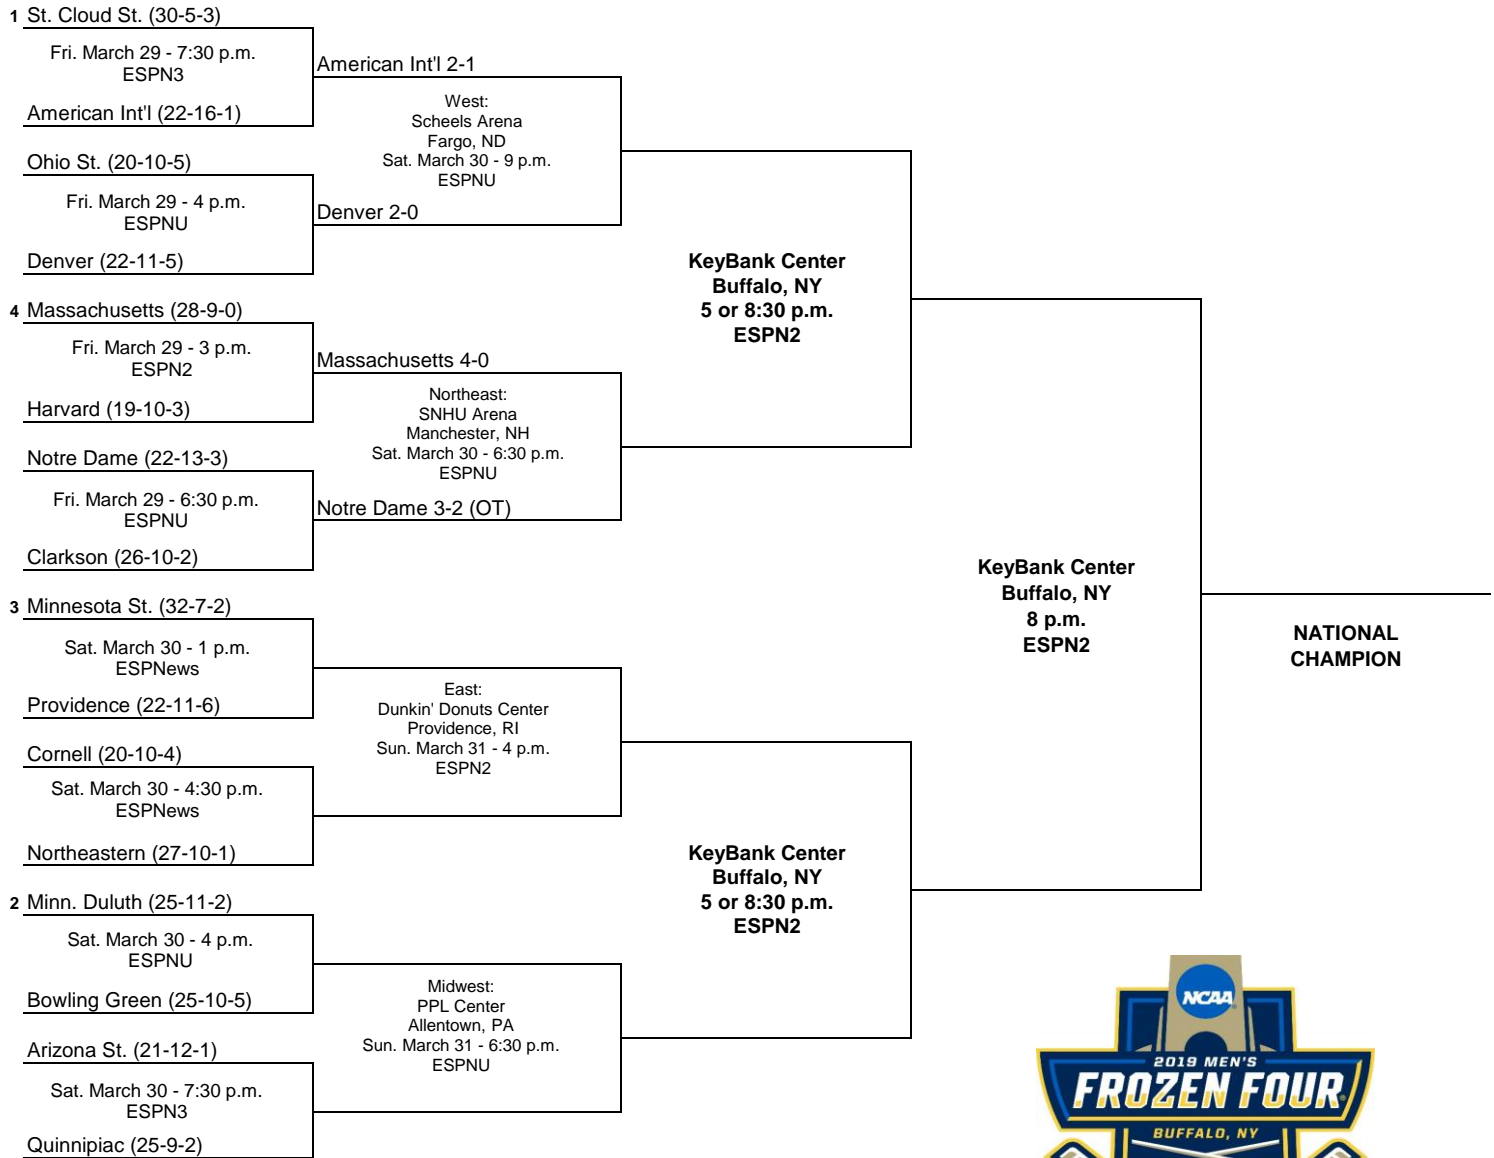 1 St. Cloud St. (30-5-3)
Fri. March 29 - 7:30 p.m.
ESPN3
American Int'l (22-16-1)
Ohio St. (20-10-5)
Fri. March 29 - 4 p.m.
ESPNU
Denver (22-11-5)
4 Massachusetts (28-9-0)
Fri. March 29 - 3 p.m.
ESPN2
Harvard (19-10-3)
Notre Dame (22-13-3)
Fri. March 29 - 6:30 p.m.
ESPNU
Clarkson (26-10-2)
3 Minnesota St. (32-7-2)
Sat. March 30 - 1 p.m.
ESPNews
Providence (22-11-6)
Cornell (20-10-4)
Sat. March 30 - 4:30 p.m.
ESPNews
Northeastern (27-10-1)
2 Minn. Duluth (25-11-2)
Sat. March 30 - 4 p.m.
ESPNU
Bowling Green (25-10-5)
Arizona St. (21-12-1)
Sat. March 30 - 7:30 p.m.
ESPN3
Quinnipiac (25-9-2)
American Int'l 2-1
West:
Scheels Arena
Fargo, ND
Sat. March 30 - 9 p.m.
ESPNU
Denver 2-0
Massachusetts 4-0
Northeast:
SNHU Arena
Manchester, NH
Sat. March 30 - 6:30 p.m.
ESPNU
Notre Dame 3-2 (OT)
East:
Dunkin' Donuts Center
Providence, RI
Sun. March 31 - 4 p.m.
ESPN2
Midwest:
PPL Center
Allentown, PA
Sun. March 31 - 6:30 p.m.
ESPNU
KeyBank Center
Buffalo, NY
5 or 8:30 p.m.
ESPN2
KeyBank Center
Buffalo, NY
5 or 8:30 p.m.
ESPN2
KeyBank Center
Buffalo, NY
8 p.m.
ESPN2
NATIONAL
CHAMPION
NCAA
2019 MEN'S
FROZEN FOUR
BUFFALO, NY